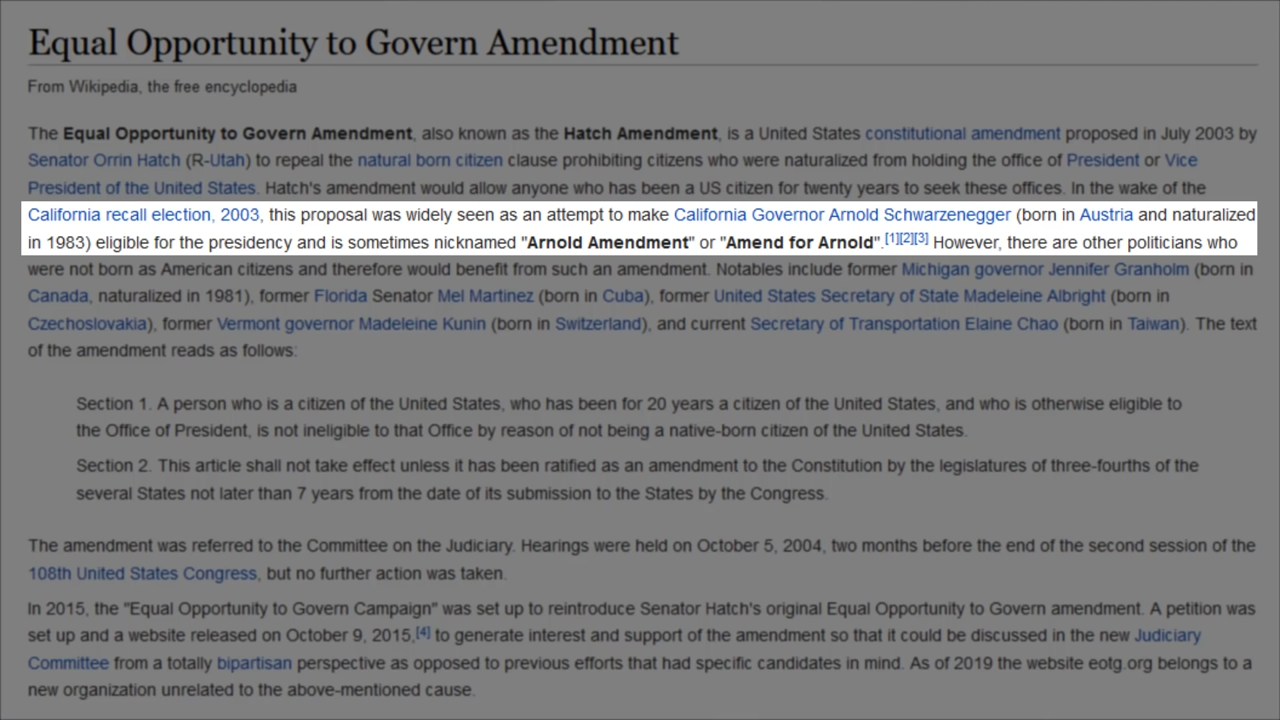 Equal Opportunity to Govern Amendment
From Wikipedia, the free encyclopedia
The Equal Opportunity to Govern Amendment, also known as the Hatch Amendment, is a United States constitutional amendment proposed in July 2003 by
Senator Orrin Hatch (R-Utah) to repeal the natural born citizen clause prohibiting citizens who were naturalized from holding the office of President or Vice
President of the United States. Hatch's amendment would allow anyone who has been a US citizen for twenty years to seek these offices. In the wake of the
California recall election, 2003, this proposal was widely seen as an attempt to make California Governor Arnold Schwarzenegger (born in Austria and naturalized
in 1983) eligible for the presidency and is sometimes nicknamed "Arnold Amendment" or "Amend for Arnold".[1][2][3] However, there are other politicians who
were not born as American citizens and therefore would benefit from such an amendment. Notables include former Michigan governor Jennifer Granholm (born in
Canada, naturalized in 1981), former Florida Senator Mel Martinez (born in Cuba), former United States Secretary of State Madeleine Albright (born in
Czechoslovakia), former Vermont governor Madeleine Kunin (born in Switzerland), and current Secretary of Transportation Elaine Chao (born in Taiwan). The text
of the amendment reads as follows:
Section 1. A person who is a citizen of the United States, who has been for 20 years a citizen of the United States, and who is otherwise eligible to
the Office of President, is not ineligible to that Office by reason of not being a native-born citizen of the United States.
Section 2. This article shall not take effect unless it has been ratified as an amendment to the Constitution by the legislatures of three-fourths of the
several States not later than 7 years from the date of its submission to the States by the Congress.
The amendment was referred to the Committee on the Judiciary. Hearings were held on October 5, 2004, two months before the end of the second session of the
108th United States Congress, but no further action was taken.
In 2015, the "Equal Opportunity to Govern Campaign" was set up to reintroduce Senator Hatch's original Equal Opportunity to Govern amendment. A petition was
set up and a website released on October 9, 2015,[4] to generate interest and support of the amendment so that it could be discussed in the new Judiciary
Committee from a totally bipartisan perspective as opposed to previous efforts that had specific candidates in mind. As of 2019 the website eotg.org belongs to a
new organization unrelated to the above-mentioned cause.